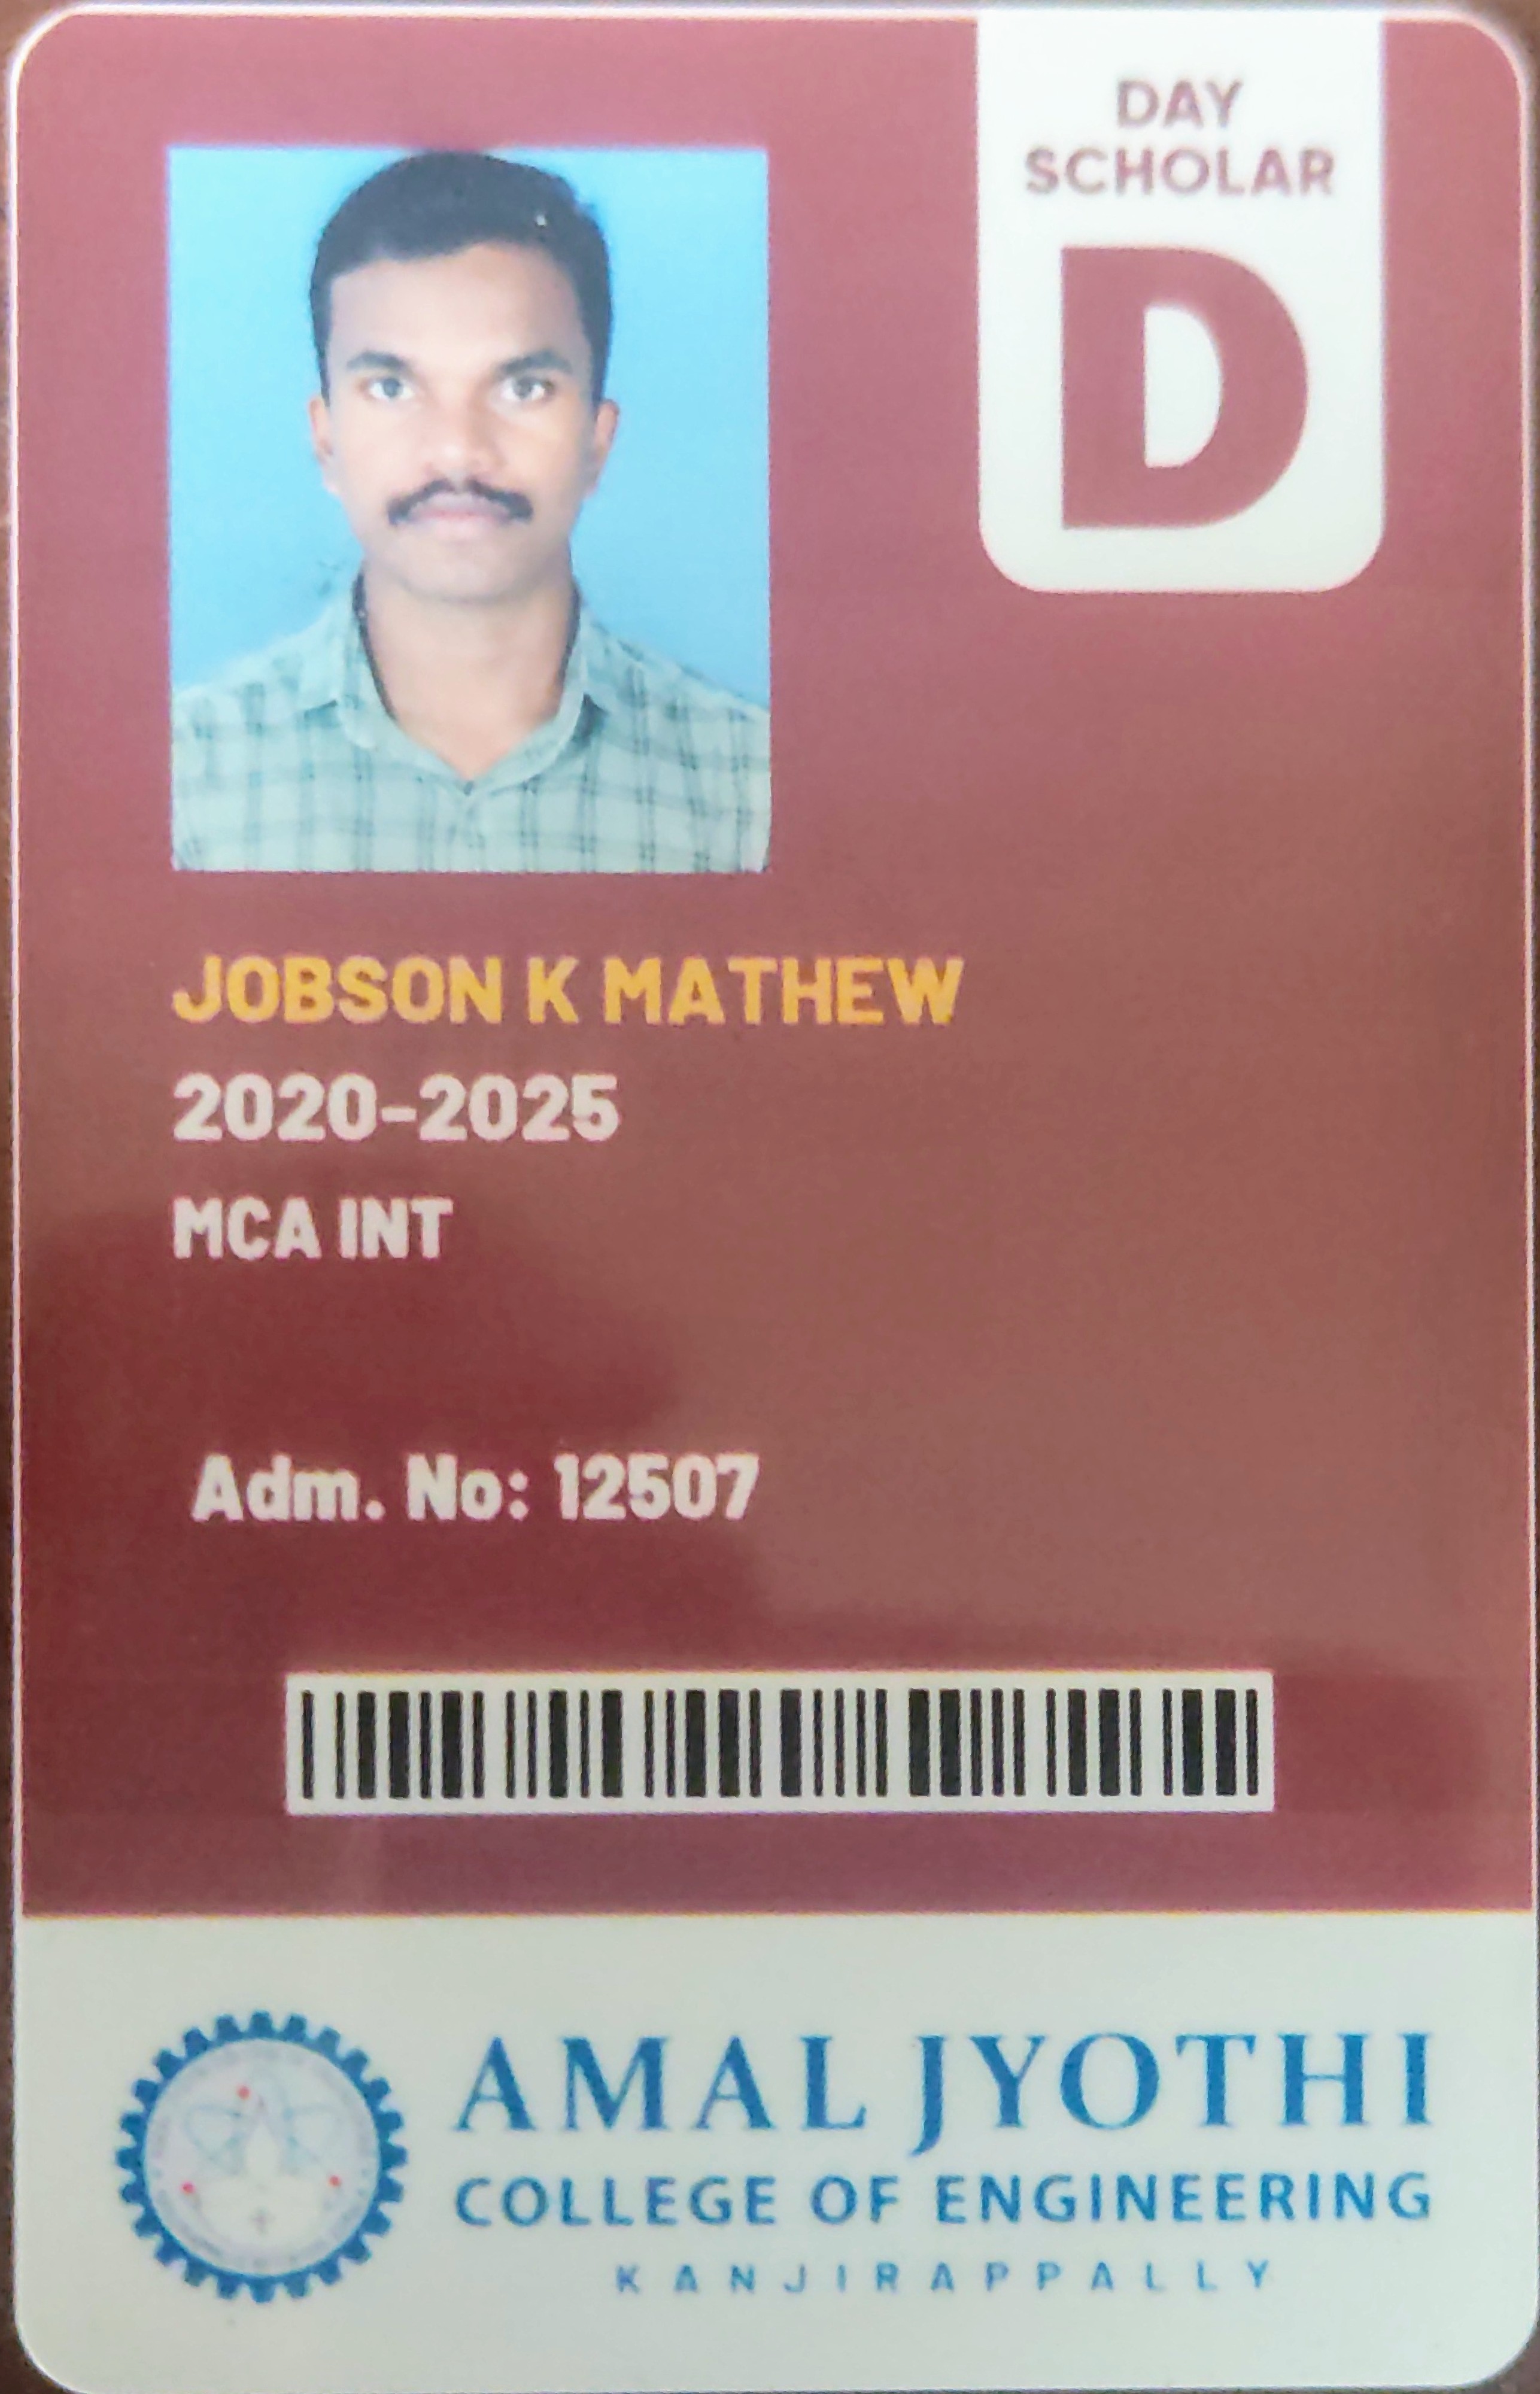 DAY
SCHOLAR
D
JOBSON K MATHEW
2020-2025
MCA INT
Adm. No: 12507
AMAL JYOTHI
COLLEGE OF ENGINEERING
KANJIRAPPALLY